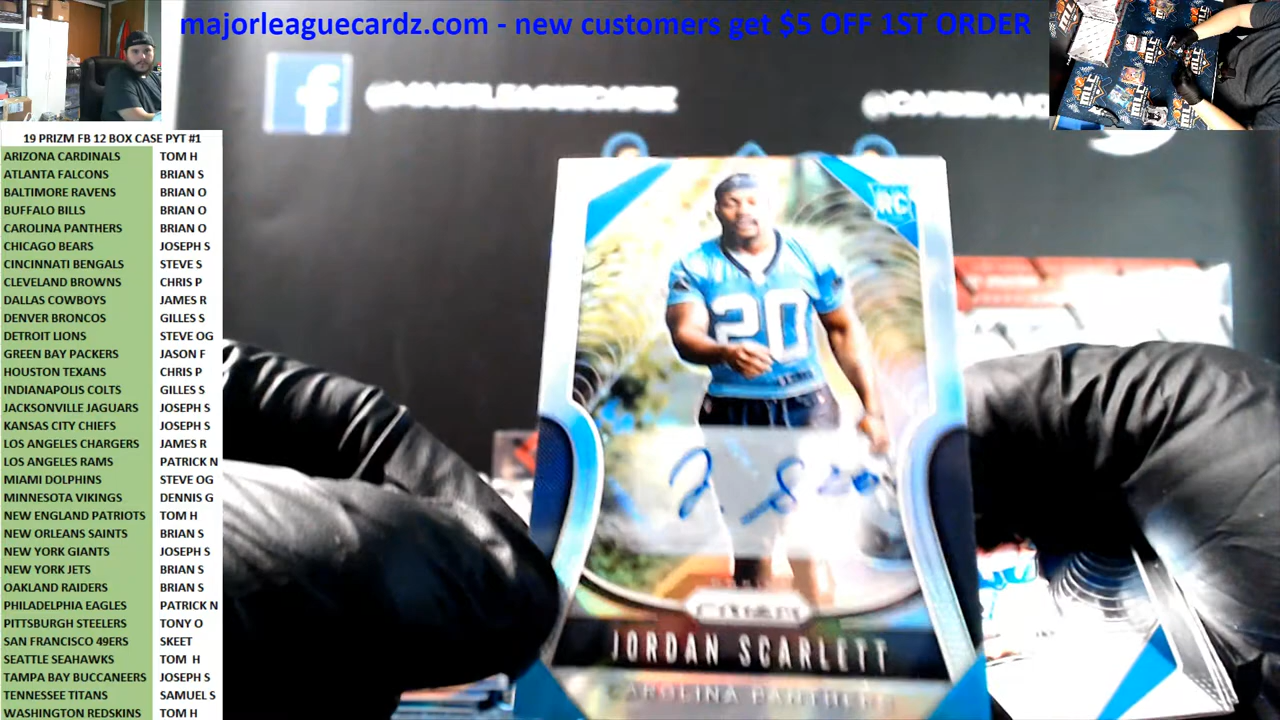 majorleaguecardz.com - new customers get $5 OFF 1ST ORDER
@MAJORLEAGUECARDZ
19 PRIZM FB 12 BOX CASE PYT #1
ARIZONA CARDINALS TOM H
ATLANTA FALCONS BRIAN S
BALTIMORE RAVENS BRIAN O
BUFFALO BILLS BRIAN O
CAROLINA PANTHERS BRIAN O
CHICAGO BEARS JOSEPH S
CINCINNATI BENGALS STEVE S
CLEVELAND BROWNS CHRIS P
DALLAS COWBOYS JAMES R
DENVER BRONCOS GILLES S
DETROIT LIONS STEVE OG
GREEN BAY PACKERS JASON F
HOUSTON TEXANS CHRIS P
INDIANAPOLIS COLTS GILLES S
JACKSONVILLE JAGUARS JOSEPH S
KANSAS CITY CHIEFS JOSEPH S
LOS ANGELES CHARGERS JAMES R
LOS ANGELES RAMS PATRICK N
MIAMI DOLPHINS STEVE OG
MINNESOTA VIKINGS DENNIS G
NEW ENGLAND PATRIOTS TOM H
NEW ORLEANS SAINTS BRIAN S
NEW YORK GIANTS JOSEPH S
NEW YORK JETS BRIAN S
OAKLAND RAIDERS BRIAN S
PHILADELPHIA EAGLES PATRICK N
PITTSBURGH STEELERS TONY O
SAN FRANCISCO 49ERS SKEET
SEATTLE SEAHAWKS TOM H
TAMPA BAY BUCCANEERS JOSEPH S
TENNESSEE TITANS SAMUEL S
WASHINGTON REDSKINS TOM H
RC
20
PRIZM
JORDAN SCARLETT
CAROLINA PANTHERS
MLC